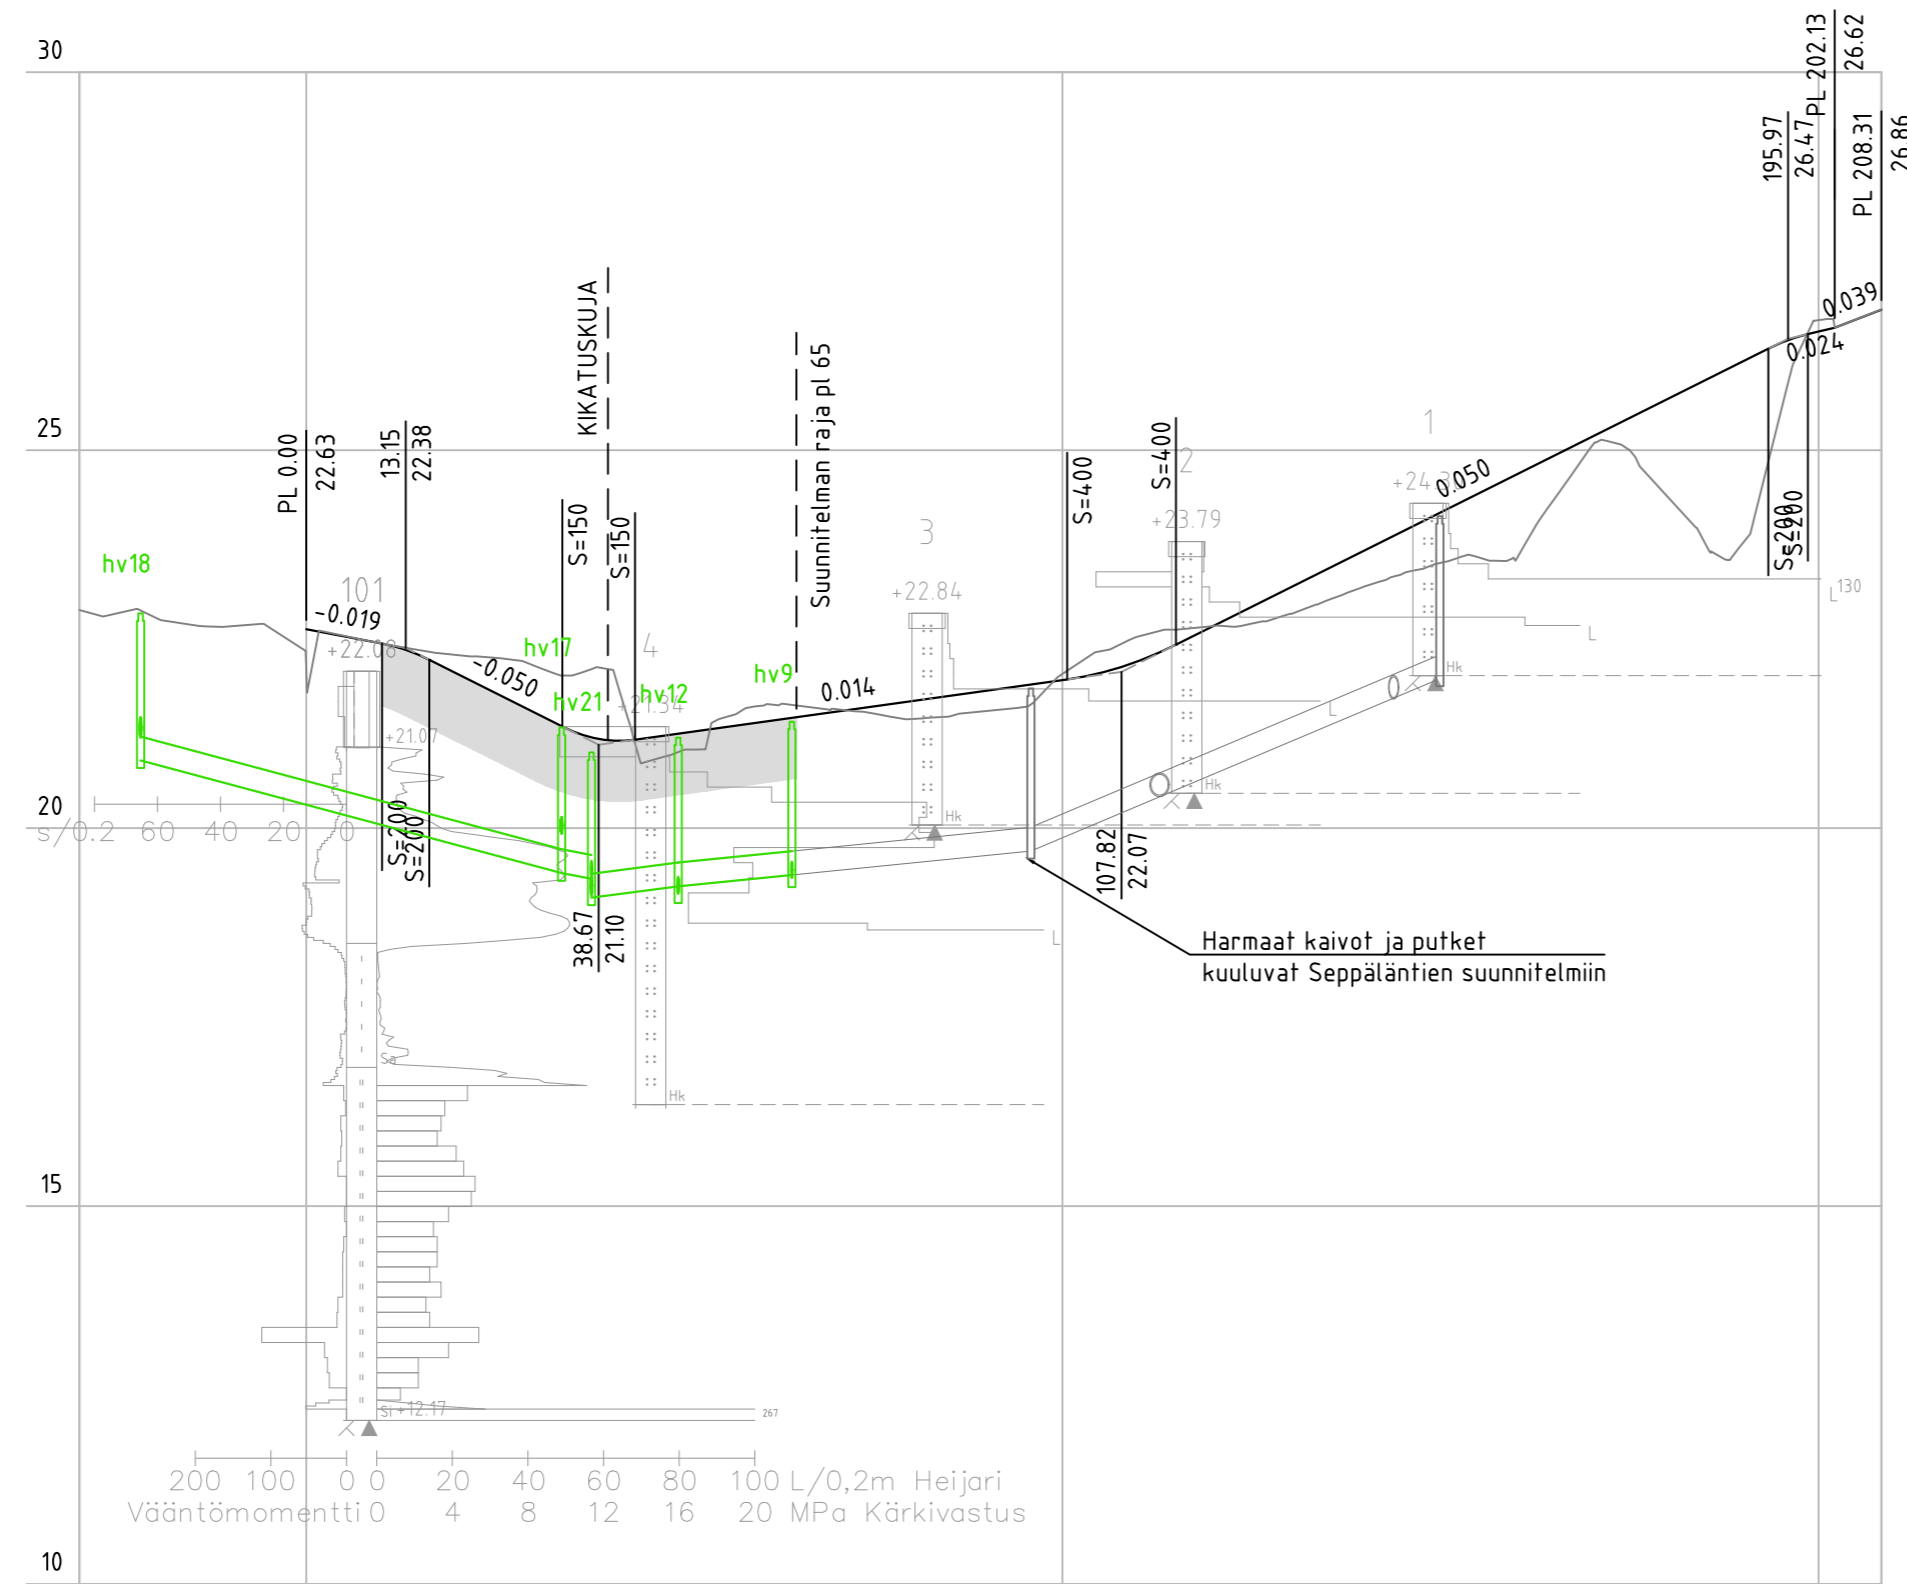 30
25
20
15
10
PL 202.13
26.62
195.97
26.47
PL 208.31
26.86
0.039
0.024
S=200
S=200
L 130
1
+24.3
0.050
2
+23.79
S=400
S=400
KIKATUSKUJA
Suunnitelman raja pl 65
PL 0.00
22.63
13.15
22.38
S=150
S=150
hv18
101
-0.019
+22.08
hv17
-0.050
hv21
4
+21.34
hv12
hv9
0.014
3
+22.84
L
L
L
Hk
Hk
Hk
Hk
+21.07
s/0.2 60 40 20 0
S=200
S=200
38.67
21.10
107.82
22.07
Harmaat kaivot ja putket
kuuluvat Seppäläntien suunnitelmiin
Sa
Si +12.17
267
200 100 0 0 20 40 60 80 100 L/0,2m Heijari
Vääntömomentti 0 4 8 12 16 20 MPa Kärkivastus